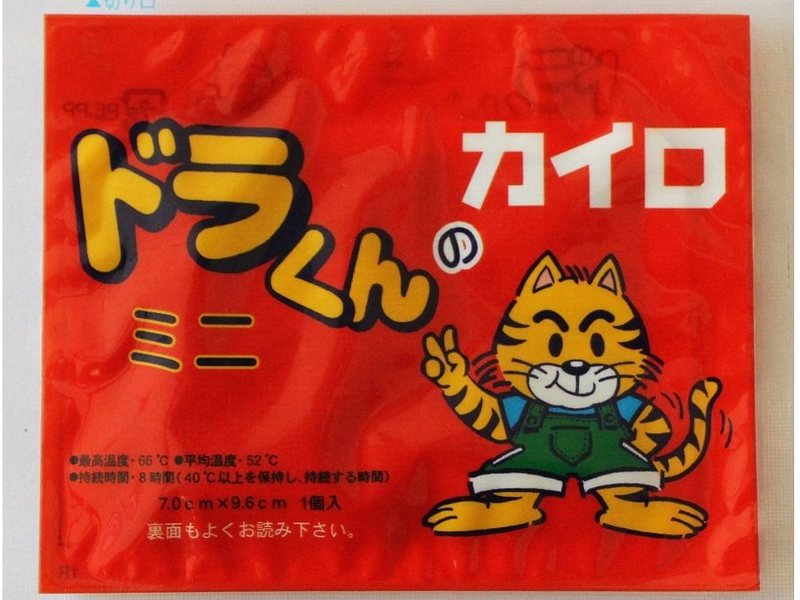 ▲切り口
ドラくんのカイロ
ミニ
●最高温度・66℃ ●平均温度・52℃
●持続時間・8時間(40℃以上を保持し、持続する時間)
7.0cm×9.6cm 1個入
裏面もよくお読み下さい。